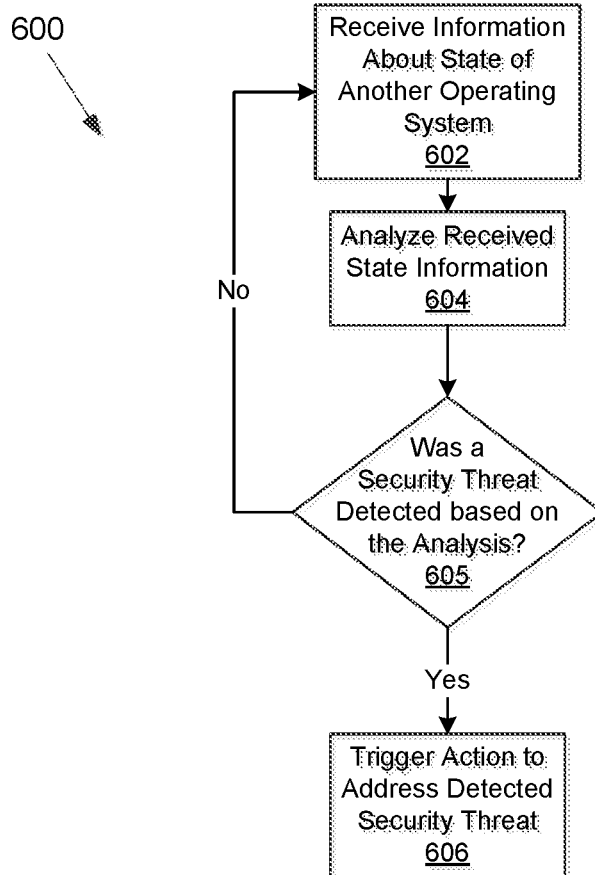 600
Receive Information
About State of
Another Operating
System
602
Analyze Received
State Information
604
No
Was a
Security Threat
Detected based on
the Analysis?
605
Yes
Trigger Action to
Address Detected
Security Threat
606